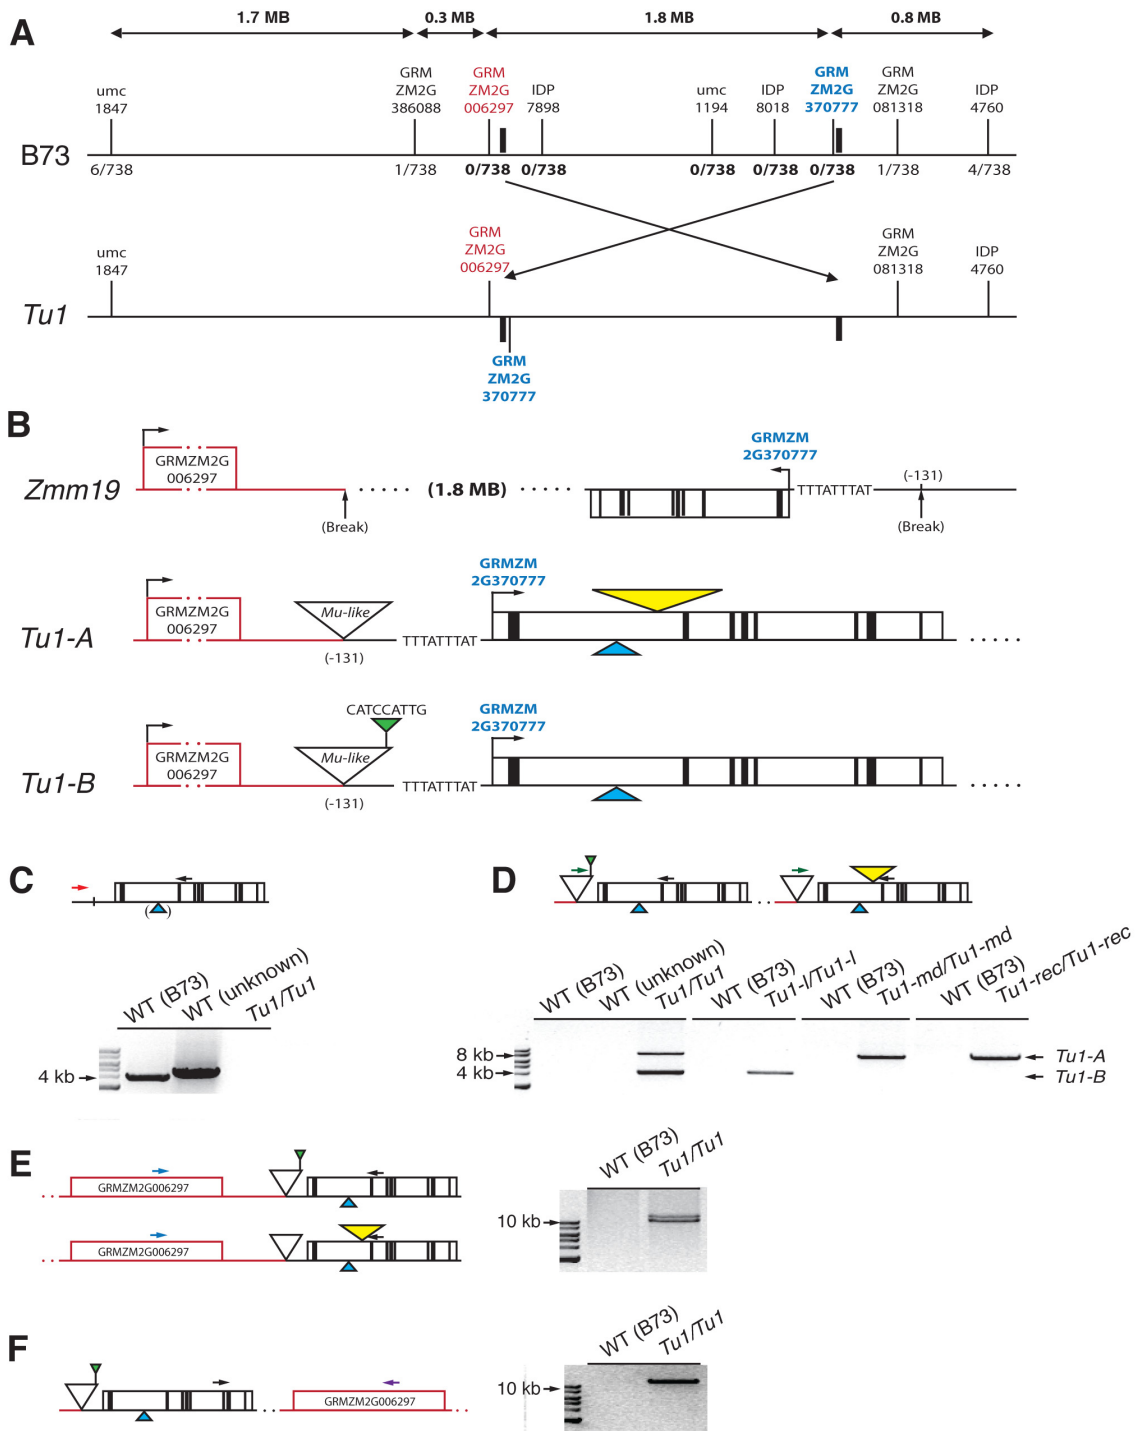 A
1.7 MB
0.3 MB
1.8 MB
0.8 MB
umc
1847
GRM
ZM2G
386088
GRM
ZM2G
006297
IDP
7898
umc
1194
IDP
8018
GRM
ZM2G
370777
GRM
ZM2G
081318
IDP
4760
B73
6/738
1/738
0/738
0/738
0/738
0/738
0/738
1/738
4/738
umc
1847
GRM
ZM2G
006297
GRM
ZM2G
081318
IDP
4760
Tu1
GRM
ZM2G
370777
B
Zmm19
GRMZM2G
006297
(Break)
(1.8 MB)
GRMZM
2G370777
TTTATTTAT
(-131)
(Break)
Tu1-A
GRMZM2G
006297
Mu-like
(-131)
TTTATTTAT
GRMZM
2G370777
Tu1-B
GRMZM2G
006297
CATCCATTG
Mu-like
(-131)
TTTATTTAT
GRMZM
2G370777
C
( )
WT (B73)
WT (unknown)
Tu1/Tu1
4 kb
D
WT (B73)
WT (unknown)
Tu1/Tu1
WT (B73)
Tu1-l/Tu1-l
WT (B73)
Tu1-md/Tu1-md
WT (B73)
Tu1-rec/Tu1-rec
8 kb
4 kb
Tu1-A
Tu1-B
E
GRMZM2G006297
GRMZM2G006297
WT (B73)
Tu1/Tu1
10 kb
F
GRMZM2G006297
WT (B73)
Tu1/Tu1
10 kb